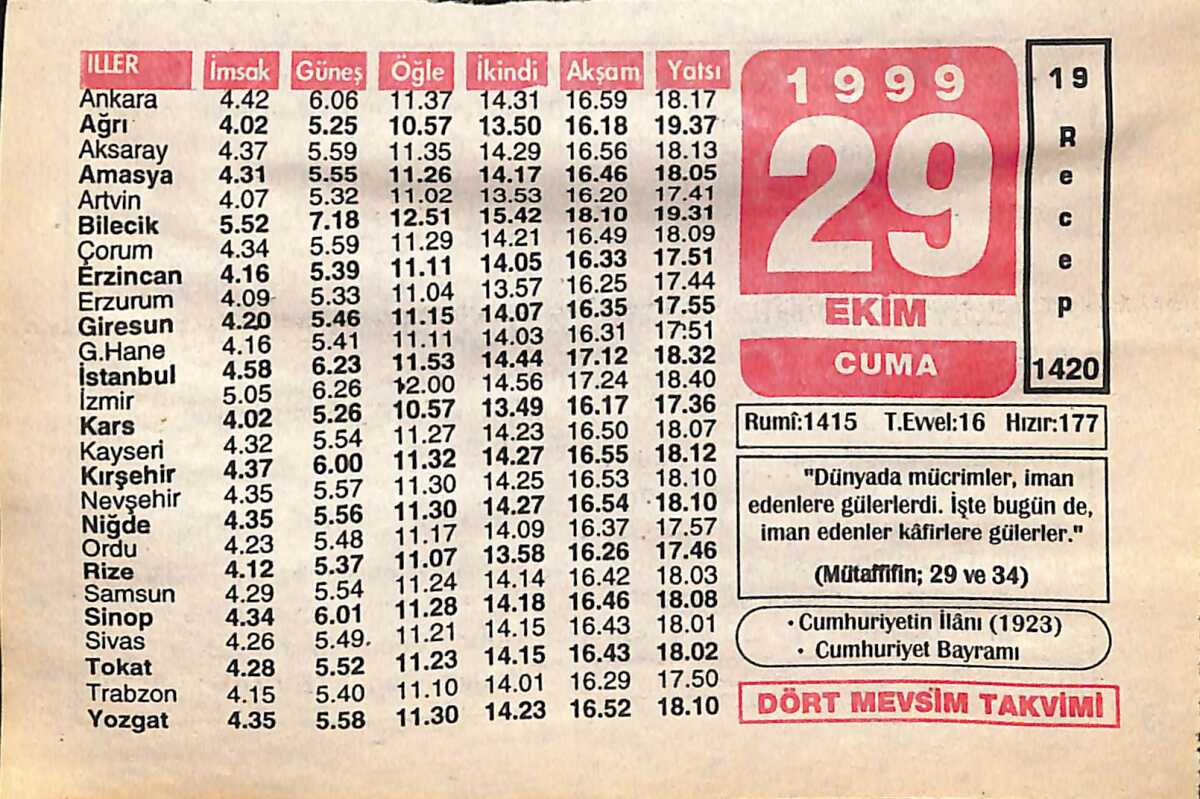 İLLER İmsak Güneş Öğle İkindi Akşam Yatsı
Ankara 4.42 6.06 11.37 14.31 16.59 18.17
Ağrı 4.02 5.25 10.57 13.50 16.18 19.37
Aksaray 4.37 5.59 11.35 14.29 16.56 18.13
Amasya 4.31 5.55 11.26 14.17 16.46 18.05
Artvin 4.07 5.32 11.02 13.53 16.20 17.41
Bilecik 5.52 7.18 12.51 15.42 18.10 19.31
Çorum 4.34 5.59 11.29 14.21 16.49 18.09
Erzincan 4.16 5.39 11.11 14.05 16.33 17.51
Erzurum 4.09 5.33 11.04 13.57 16.25 17.44
Giresun 4.20 5.46 11.15 14.07 16.35 17.55
G.Hane 4.16 5.41 11.11 14.03 16.31 17:51
İstanbul 4.58 6.23 11.53 14.44 17.12 18.32
İzmir 5.05 6.26 12.00 14.56 17.24 18.40
Kars 4.02 5.26 10.57 13.49 16.17 17.36
Kayseri 4.32 5.54 11.27 14.23 16.50 18.07
Kırşehir 4.37 6.00 11.32 14.27 16.55 18.12
Nevşehir 4.35 5.57 11.30 14.25 16.53 18.10
Niğde 4.35 5.56 11.30 14.27 16.54 18.10
Ordu 4.23 5.48 11.17 14.09 16.37 17.57
Rize 4.12 5.37 11.07 13.58 16.26 17.46
Samsun 4.29 5.54 11.24 14.14 16.42 18.03
Sinop 4.34 6.01 11.28 14.18 16.46 18.08
Sivas 4.26 5.49 11.21 14.15 16.43 18.01
Tokat 4.28 5.52 11.23 14.15 16.43 18.02
Trabzon 4.15 5.40 11.10 14.01 16.29 17.50
Yozgat 4.35 5.58 11.30 14.23 16.52 18.10
1999
29
EKİM
CUMA
19
Recep
1420
Rumî:1415 T.Evvel:16 Hızır:177
"Dünyada mücrimler, iman
edenlere gülerlerdi. İşte bugün de,
iman edenler kâfirlere gülerler."
(Mütaffifin; 29 ve 34)
• Cumhuriyetin İlânı (1923)
• Cumhuriyet Bayramı
DÖRT MEVSİM TAKVİMİ